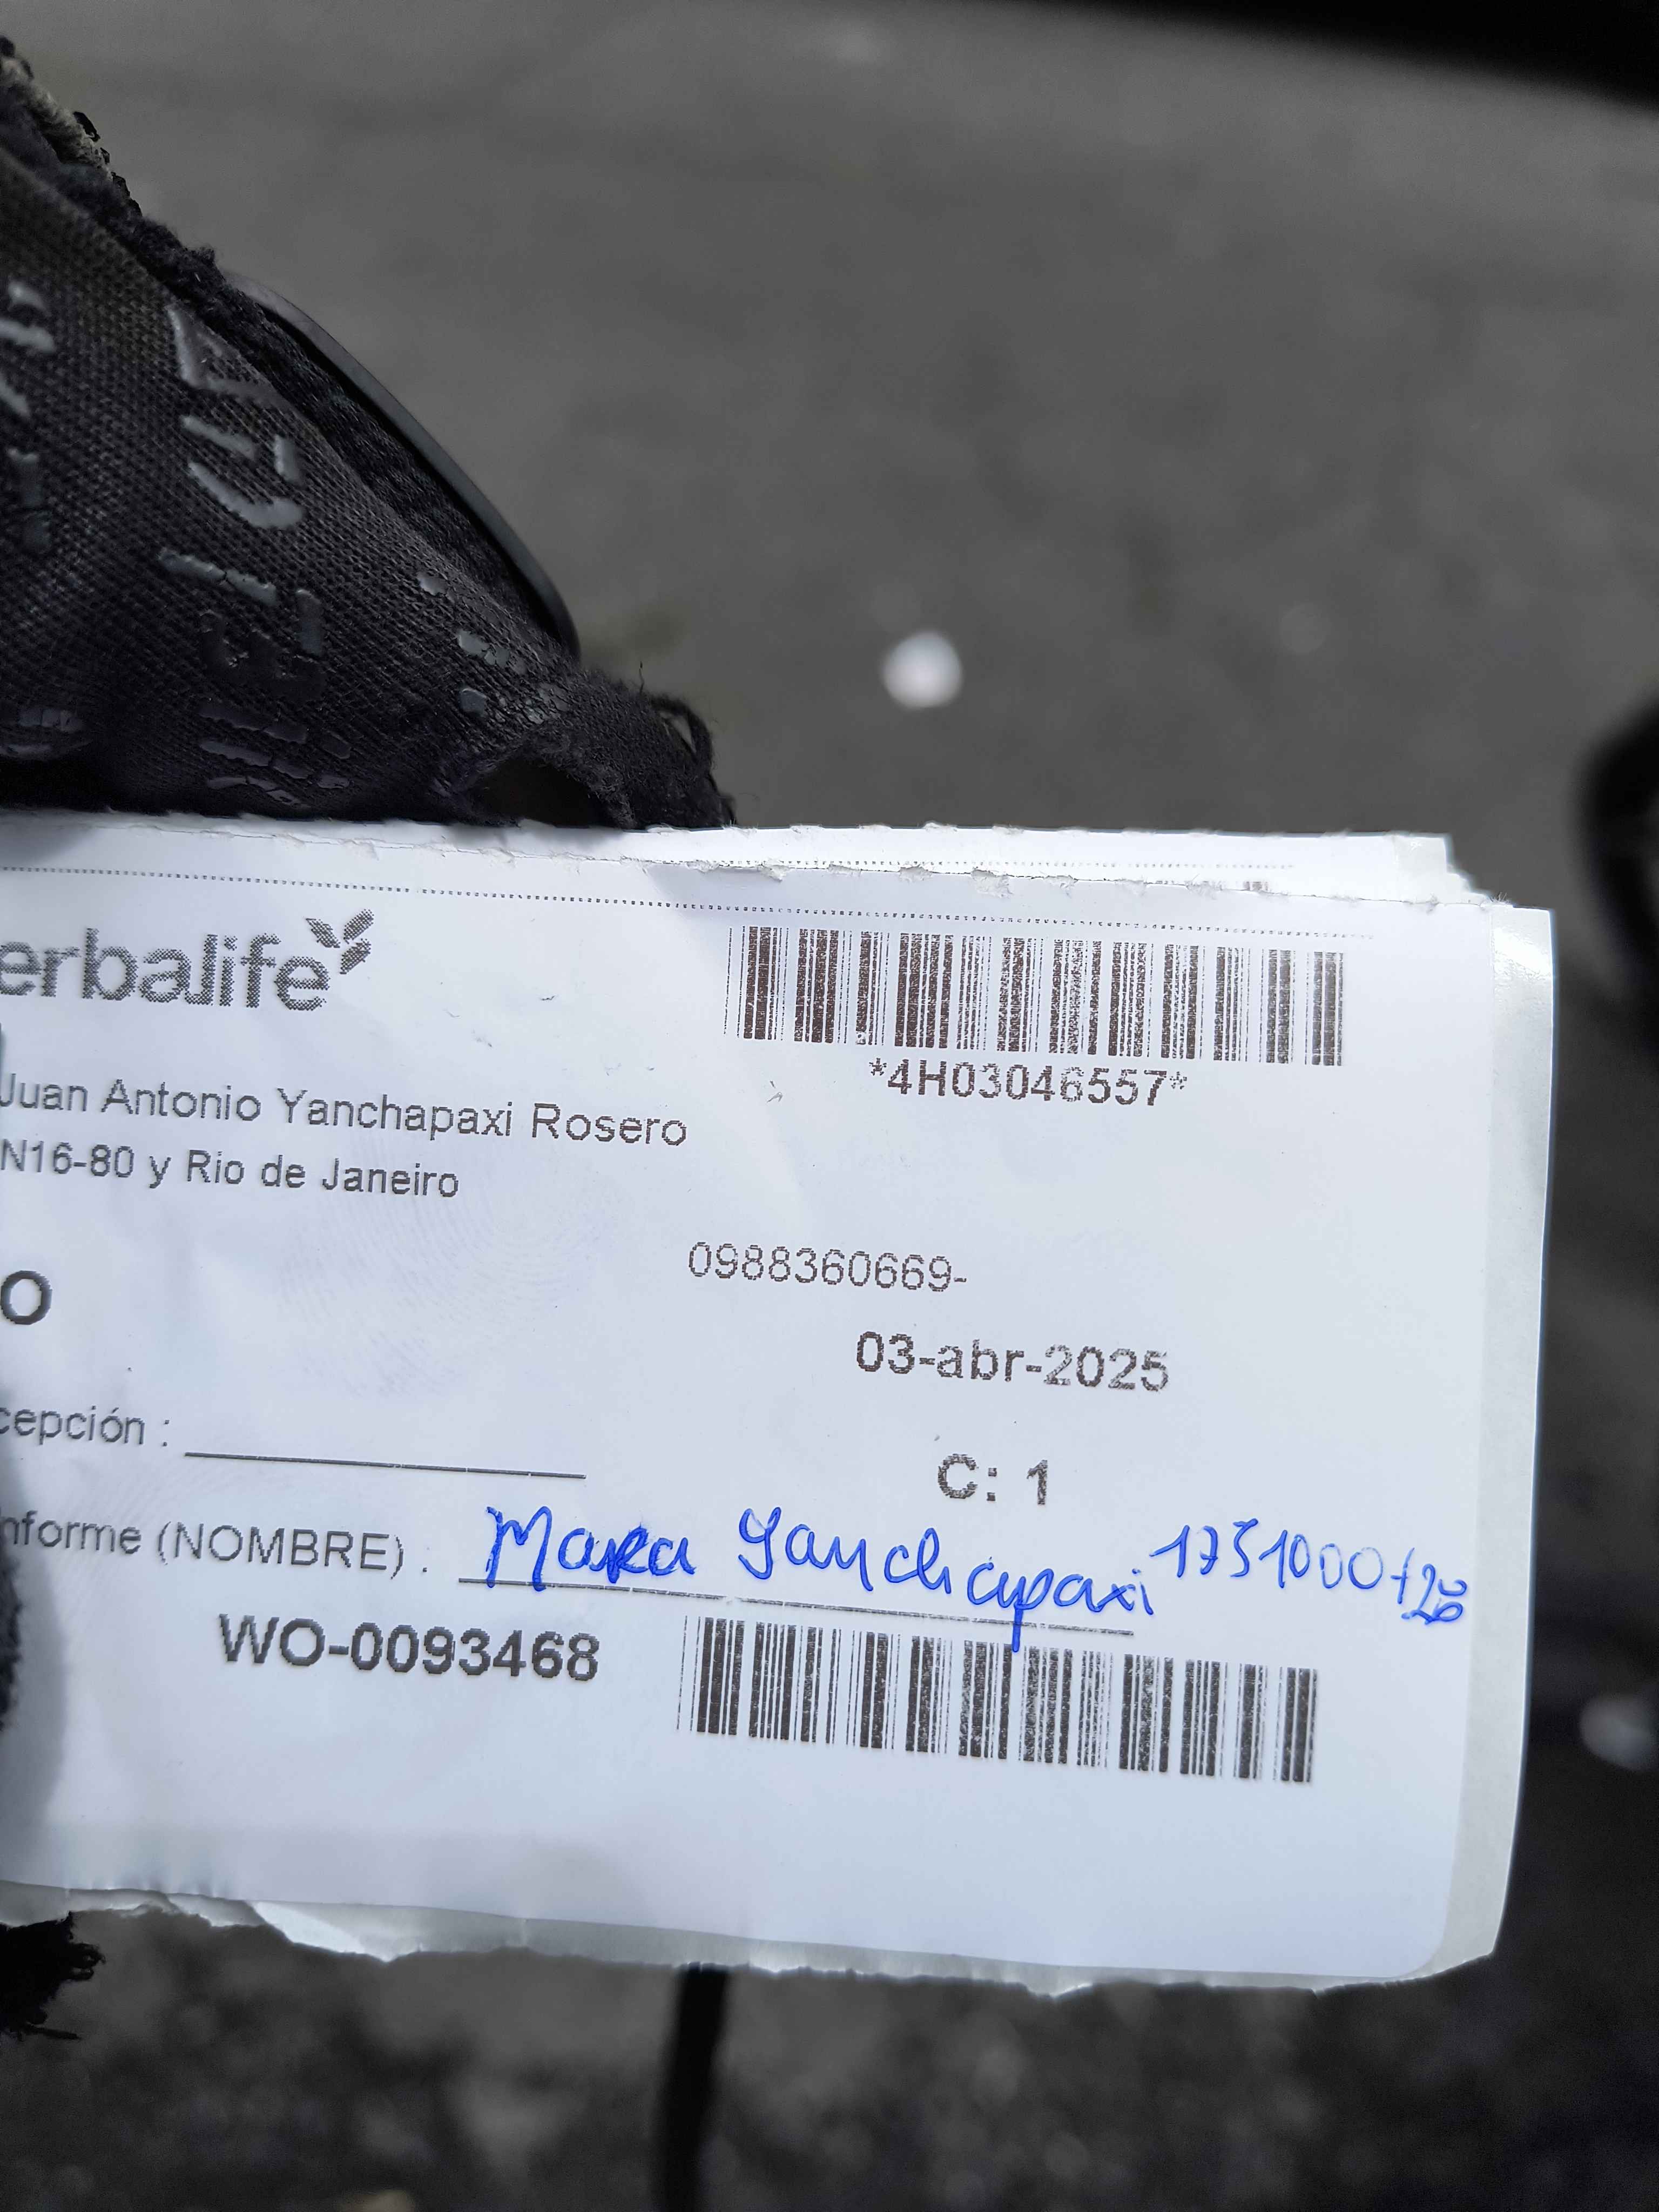 erbalife
*4H03046557*
Juan Antonio Yanchapaxi Rosero
N16-80 y Rio de Janeiro
O
0988360669-
03-abr-2025
cepción :
C: 1
nforme (NOMBRE) . Mara Yanchapaxi
WO-0093468